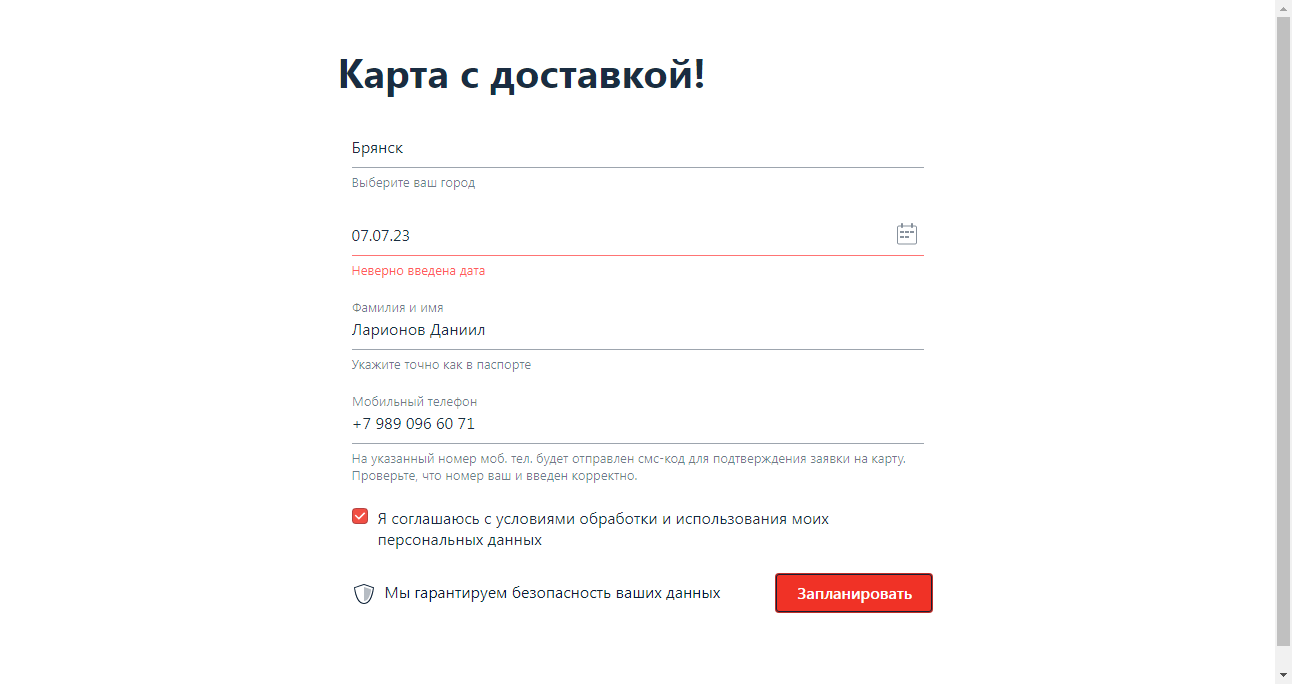 Карта с доставкой!
Брянск
Выберите ваш город
07.07.23
Неверно введена дата
Фамилия и имя
Ларионов Даниил
Укажите точно как в паспорте
Мобильный телефон
+7 989 096 60 71
На указанный номер моб. тел. будет отправлен смс-код для подтверждения заявки на карту.
Проверьте, что номер ваш и введен корректно.
Я соглашаюсь с условиями обработки и использования моих
персональных данных
Мы гарантируем безопасность ваших данных
Запланировать